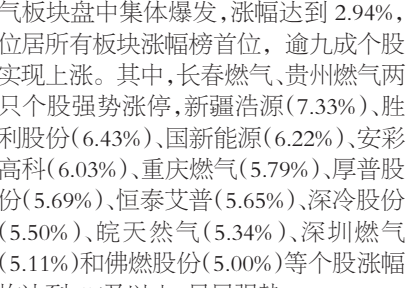 气板块盘中集体爆发,涨幅达到 2.94%,
位居所有板块涨幅榜首位，逾九成个股
实现上涨。其中,长春燃气、贵州燃气两
只个股强势涨停,新疆浩源(7.33%)、胜
利股份(6.43%)、国新能源(6.22%)、安彩
高科(6.03%)、重庆燃气(5.79%)、厚普股
份(5.69%)、恒泰艾普(5.65%)、深冷股份
(5.50%)、皖天然气(5.34%)、深圳燃气
(5.11%)和佛燃股份(5.00%)等个股涨幅